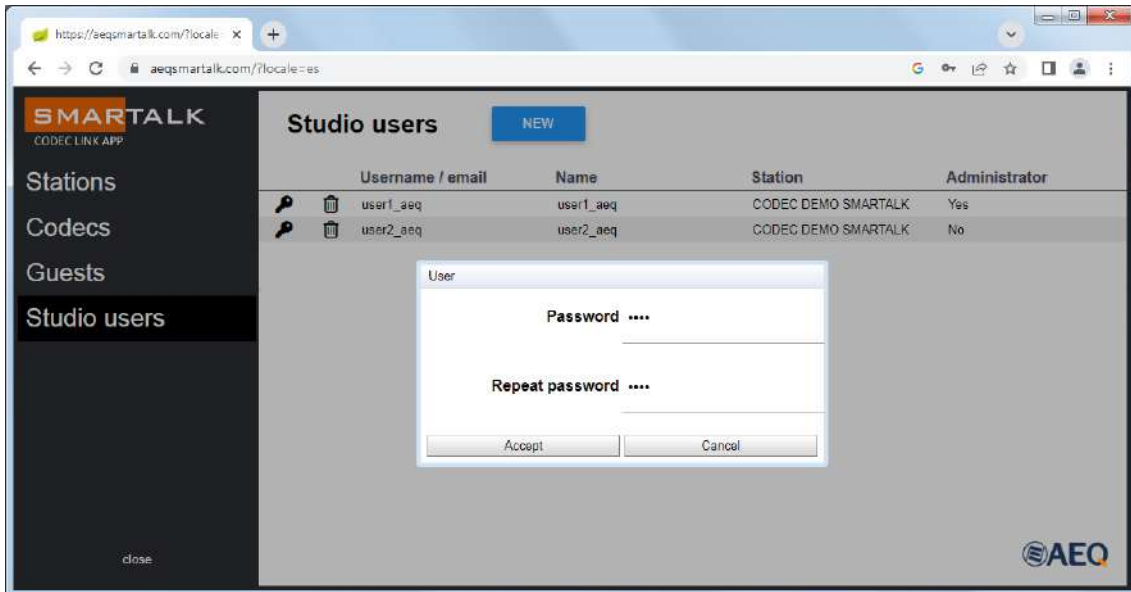 https://aeqsmartalk.com/?locale
aeqsmartalk.com/?locale=es
SMARTALK
CODEC LINK APP
Stations
Codecs
Guests
Studio users
close
Studio users
NEW
Username / email Name Station Administrator
user1_aeq user1_aeq CODEC DEMO SMARTALK Yes
user2_aeq user2_aeq CODEC DEMO SMARTALK No
User
Password ••••
Repeat password ••••
Accept Cancel
AEQ